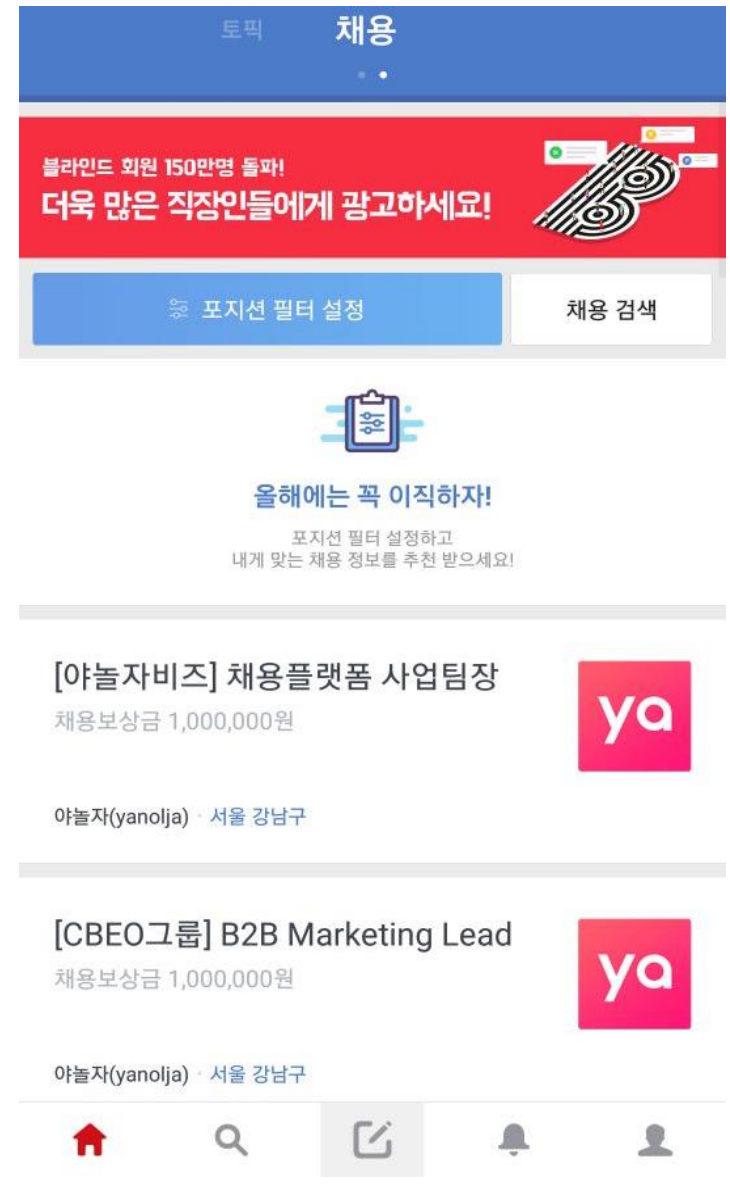 토픽 채용
블라인드 회원 150만명 돌파!
더욱 많은 직장인들에게 광고하세요!
포지션 필터 설정 채용 검색
올해에는 꼭 이직하자!
포지션 필터 설정하고
내게 맞는 채용 정보를 추천 받으세요!
[야놀자비즈] 채용플랫폼 사업팀장
채용보상금 1,000,000원
ya
야놀자(yanolja) · 서울 강남구
[CBEO그룹] B2B Marketing Lead
채용보상금 1,000,000원
ya
야놀자(yanolja) · 서울 강남구